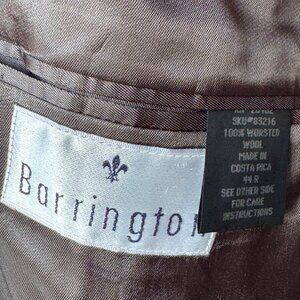 Barrington
SKU#83216
100% WORSTED
WOOL
MADE IN
COSTA RICA
44 R
SEE OTHER SIDE
FOR CARE
INSTRUCTIONS